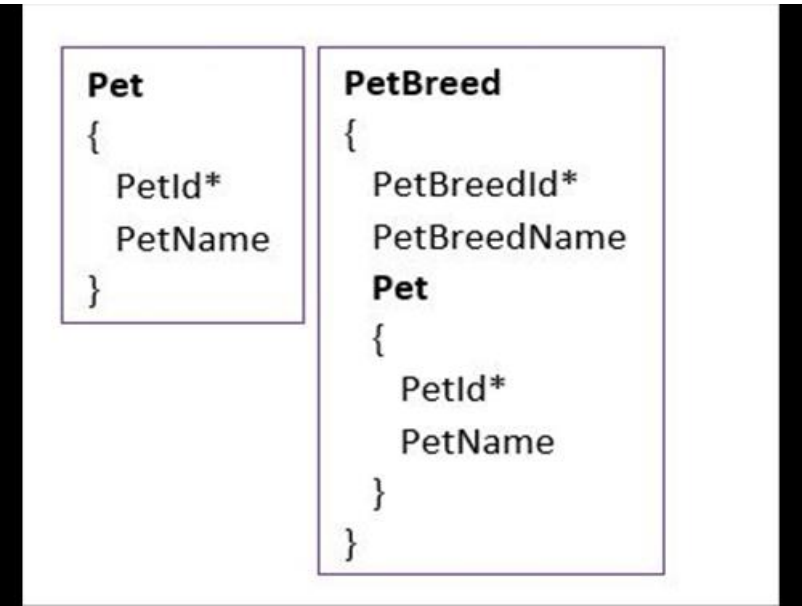 Pet
{
PetId*
PetName
}
PetBreed
{
PetBreedId*
PetBreedName
Pet
{
PetId*
PetName
}
}